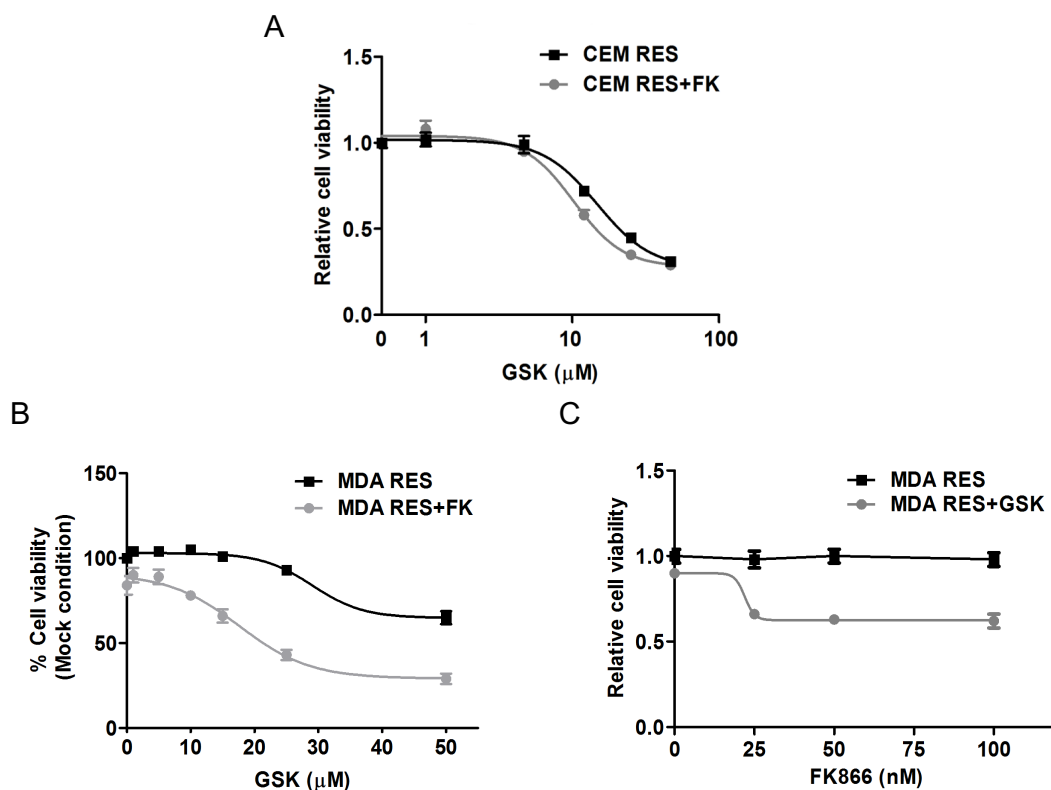 A
CEM RES
CEM RES+FK
Relative cell viability
1.5
1.0
0.5
0.0
0 1 10 100
GSK (μM)
B
MDA RES
MDA RES+FK
% Cell viability
(Mock condition)
150
100
50
0
0 10 20 30 40 50
GSK (μM)
C
MDA RES
MDA RES+GSK
Relative cell viability
1.5
1.0
0.5
0.0
0 25 50 75 100
FK866 (nM)